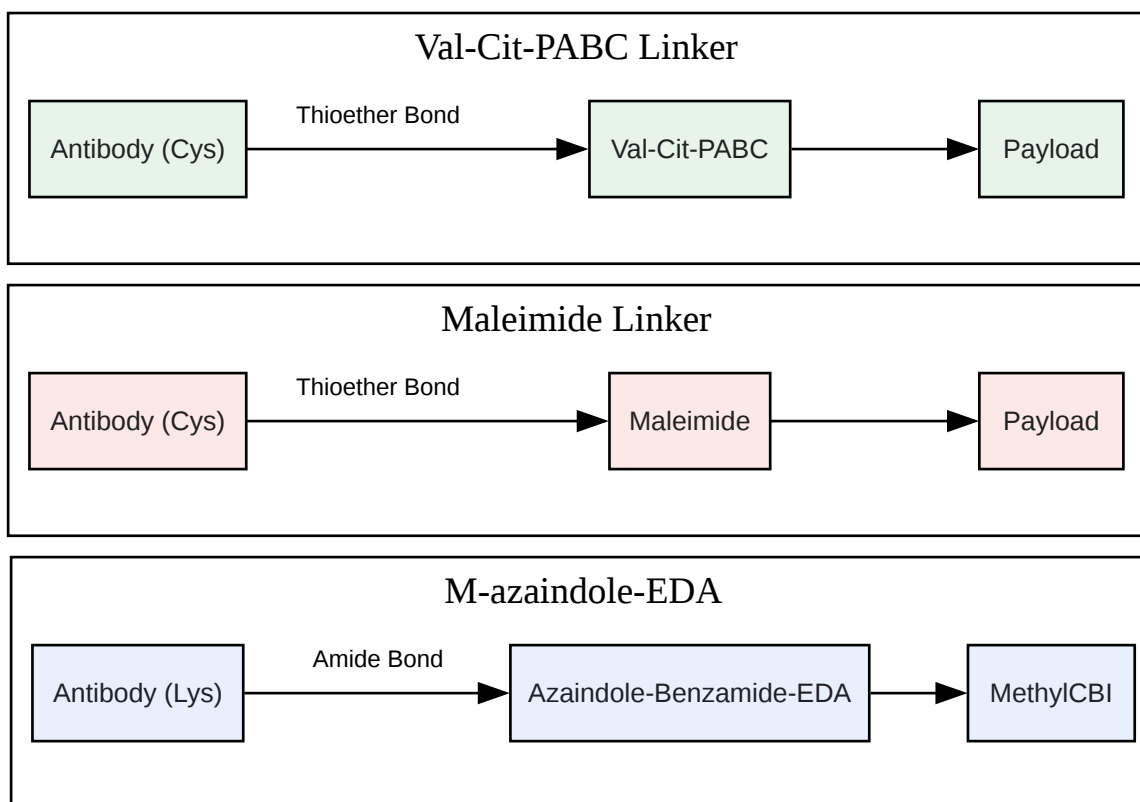 Val-Cit-PABC Linker
Thioether Bond
Antibody (Cys)
Val-Cit-PABC
Payload
Maleimide Linker
Thioether Bond
Antibody (Cys)
Maleimide
Payload
M-azaindole-EDA
Amide Bond
Antibody (Lys)
Azaindole-Benzamide-EDA
MethylCBI